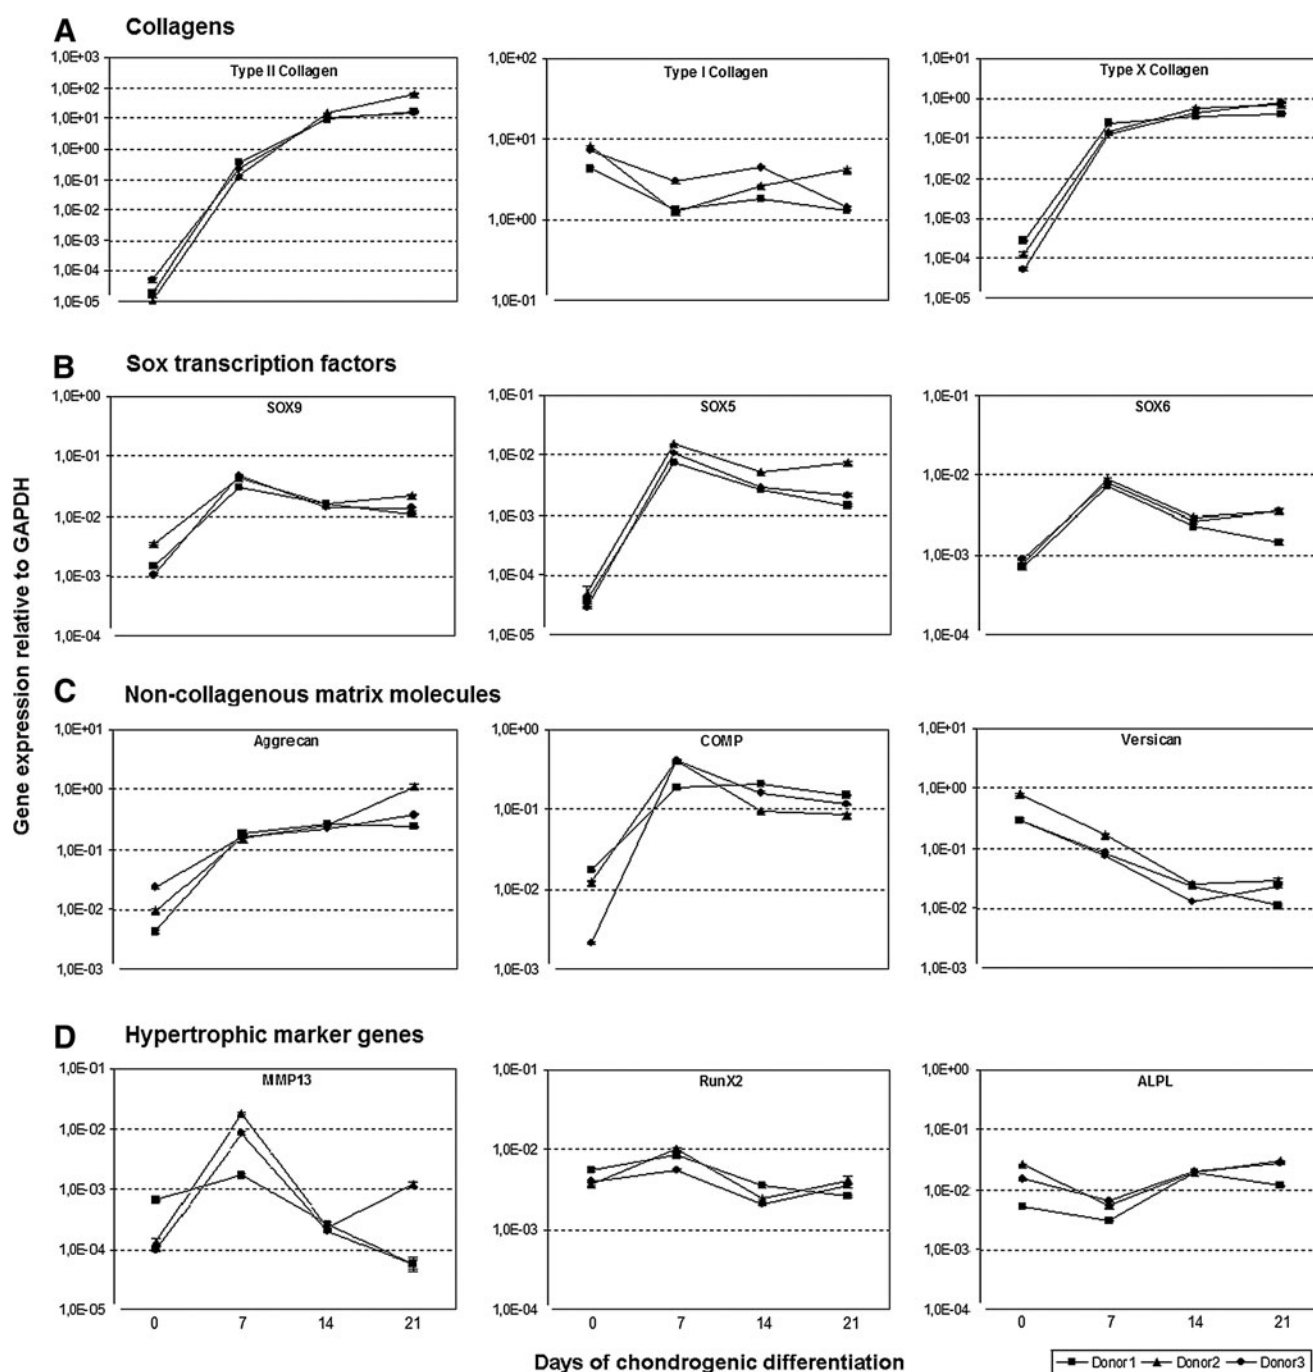 A Collagens
Type II Collagen
1,0E+03
1,0E+02
1,0E+01
1,0E+00
1,0E-01
1,0E-02
1,0E-03
1,0E-04
1,0E-05
Type I Collagen
1,0E+02
1,0E+01
1,0E+00
1,0E-01
Type X Collagen
1,0E+01
1,0E+00
1,0E-01
1,0E-02
1,0E-03
1,0E-04
1,0E-05
B Sox transcription factors
SOX9
1,0E+00
1,0E-01
1,0E-02
1,0E-03
1,0E-04
SOX5
1,0E-01
1,0E-02
1,0E-03
1,0E-04
1,0E-05
SOX6
1,0E-01
1,0E-02
1,0E-03
1,0E-04
Gene expression relative to GAPDH
C Non-collagenous matrix molecules
Aggrecan
1,0E+01
1,0E+00
1,0E-01
1,0E-02
1,0E-03
COMP
1,0E+00
1,0E-01
1,0E-02
1,0E-03
Versican
1,0E+01
1,0E+00
1,0E-01
1,0E-02
1,0E-03
D Hypertrophic marker genes
MMP13
1,0E-01
1,0E-02
1,0E-03
1,0E-04
1,0E-05
0 7 14 21
RunX2
1,0E-01
1,0E-02
1,0E-03
1,0E-04
0 7 14 21
ALPL
1,0E+00
1,0E-01
1,0E-02
1,0E-03
1,0E-04
0 7 14 21
Days of chondrogenic differentiation
Donor1 Donor2 Donor3